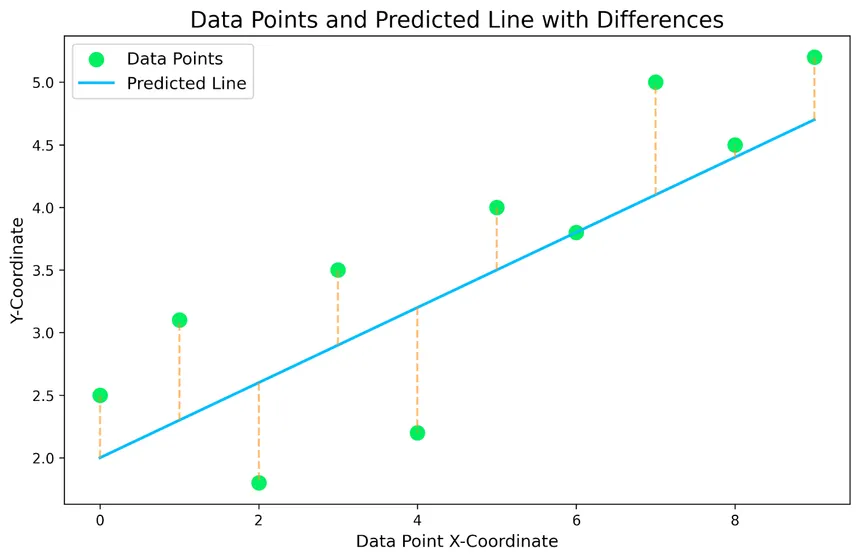 Data Points and Predicted Line with Differences
Data Points
Predicted Line
Y-Coordinate
5.0
4.5
4.0
3.5
3.0
2.5
2.0
0 2 4 6 8
Data Point X-Coordinate